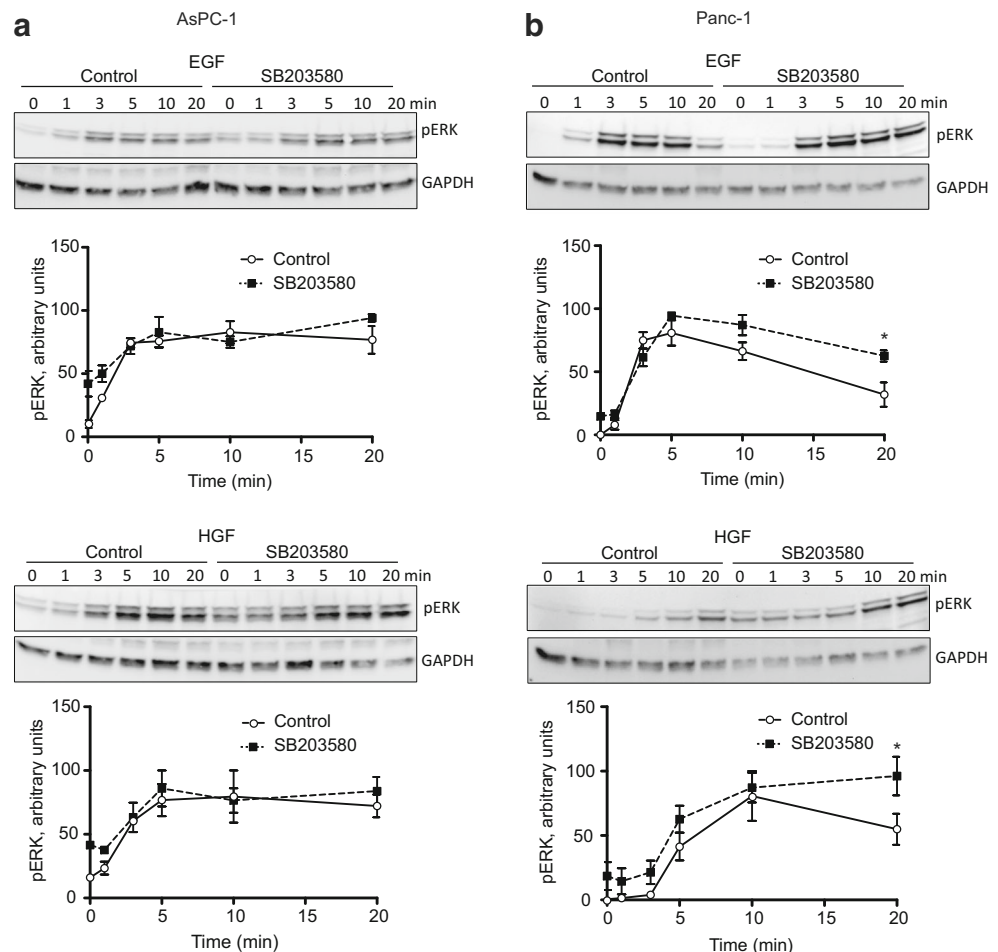 a AsPC-1
EGF
Control SB203580
0 1 3 5 10 20 0 1 3 5 10 20 min
pERK
GAPDH
150
100
50
0
pERK, arbitrary units
Control
SB203580
0 5 10 15 20
Time (min)
HGF
Control SB203580
0 1 3 5 10 20 0 1 3 5 10 20 min
pERK
GAPDH
150
100
50
0
pERK, arbitrary units
Control
SB203580
0 5 10 15 20
Time (min)
b Panc-1
EGF
Control SB203580
0 1 3 5 10 20 0 1 3 5 10 20 min
pERK
GAPDH
150
100
50
0
pERK, arbitrary units
Control
SB203580
*
0 5 10 15 20
Time (min)
HGF
Control SB203580
0 1 3 5 10 20 0 1 3 5 10 20 min
pERK
GAPDH
150
100
50
0
pERK, arbitrary units
Control
SB203580
*
0 5 10 15 20
Time (min)